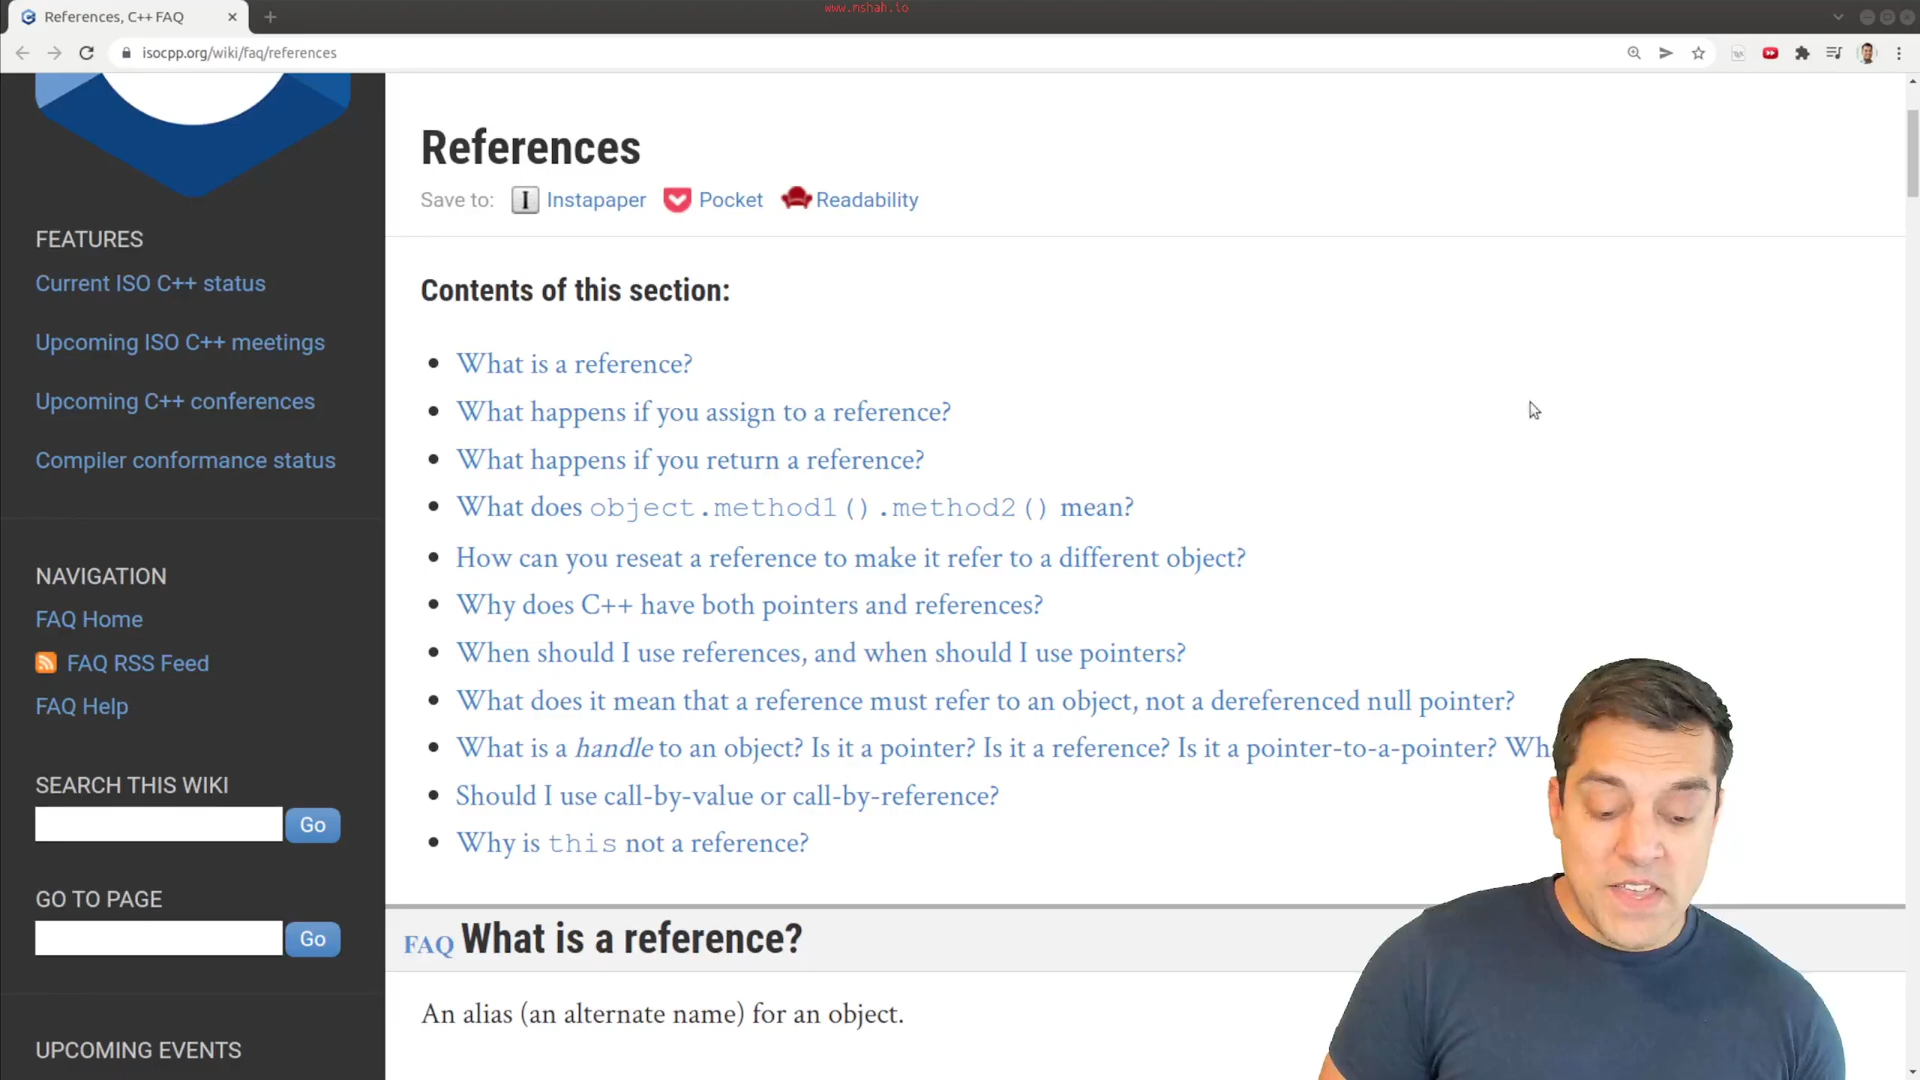 References, C++ FAQ
www.mshah.io
isocpp.org/wiki/faq/references
References
Save to: Instapaper Pocket Readability
Contents of this section:
What is a reference?
What happens if you assign to a reference?
What happens if you return a reference?
What does object.method1().method2() mean?
How can you reseat a reference to make it refer to a different object?
Why does C++ have both pointers and references?
When should I use references, and when should I use pointers?
What does it mean that a reference must refer to an object, not a dereferenced null pointer?
What is a handle to an object? Is it a pointer? Is it a reference? Is it a pointer-to-a-pointer?
Should I use call-by-value or call-by-reference?
Why is this not a reference?
FAQ What is a reference?
An alias (an alternate name) for an object.
FEATURES
Current ISO C++ status
Upcoming ISO C++ meetings
Upcoming C++ conferences
Compiler conformance status
NAVIGATION
FAQ Home
FAQ RSS Feed
FAQ Help
SEARCH THIS WIKI
Go
GO TO PAGE
Go
UPCOMING EVENTS